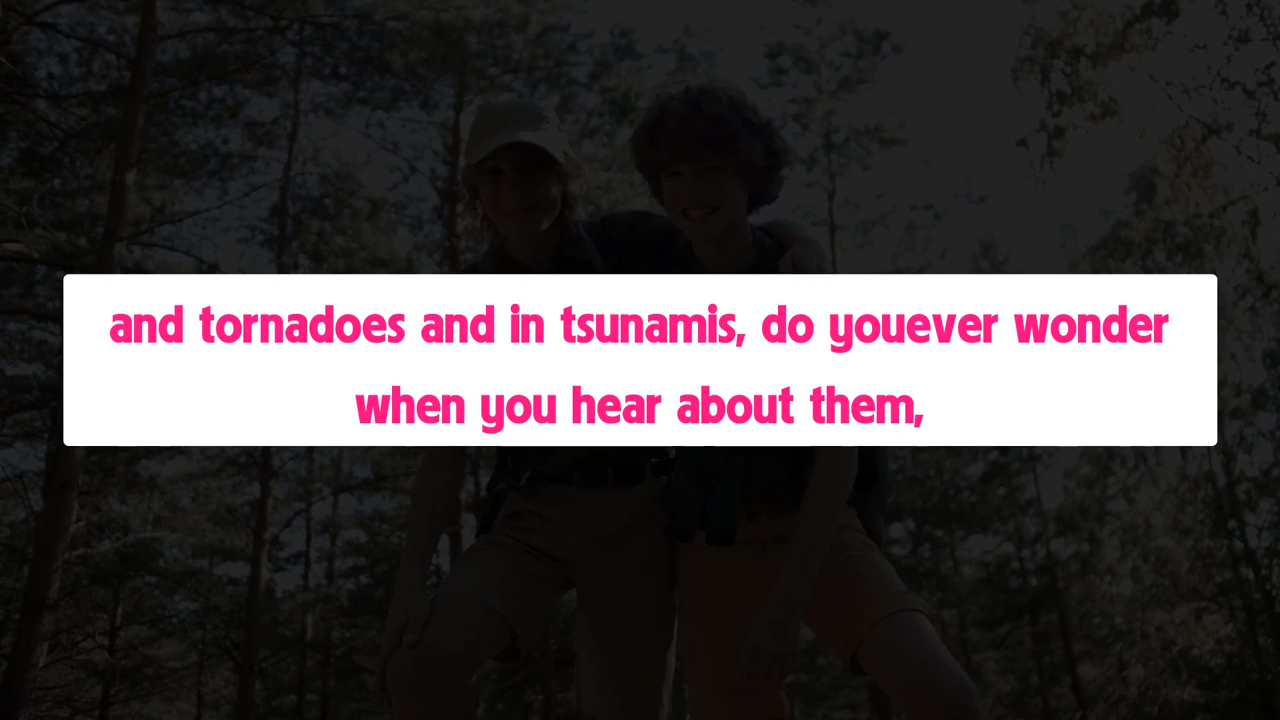 and tornadoes and in tsunamis, do youever wonder
when you hear about them,